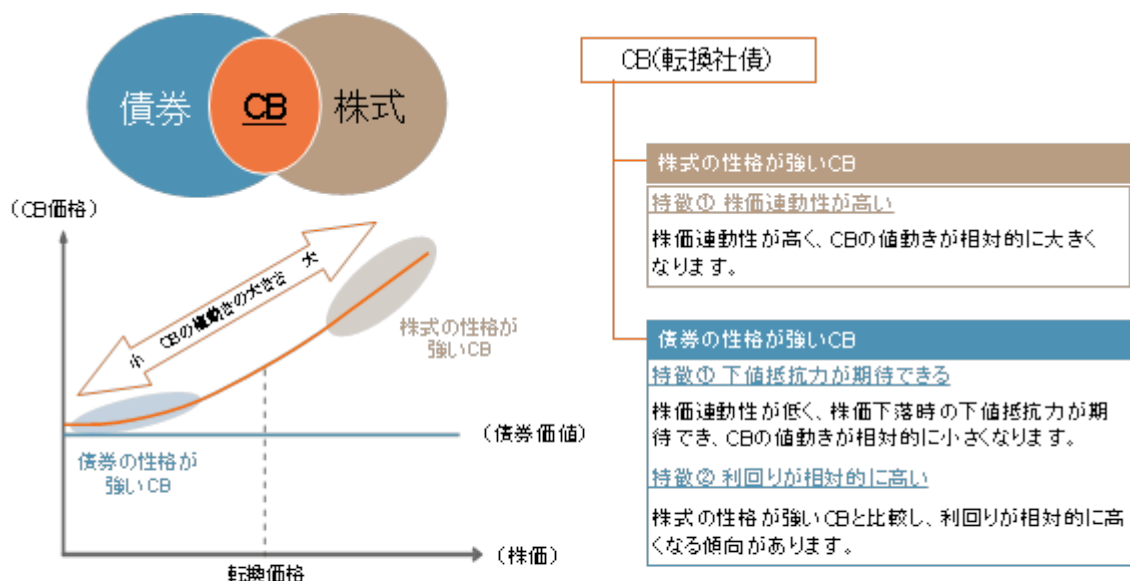 債券
CB
株式
(CB価格)
小 CBの値動きの大きさ 大
株式の性格が
強いCB
(債券価値)
債券の性格が
強いCB
(株価)
転換価格
CB(転換社債)
株式の性格が強いCB
特徴① 株価連動性が高い
株価連動性が高く、CBの値動きが相対的に大きく
なります。
債券の性格が強いCB
特徴① 下値抵抗力が期待できる
株価連動性が低く、株価下落時の下値抵抗力が期
待でき、CBの値動きが相対的に小さくなります。
特徴② 利回りが相対的に高い
株式の性格が強いCBと比較し、利回りが相対的に高
くなる傾向があります。